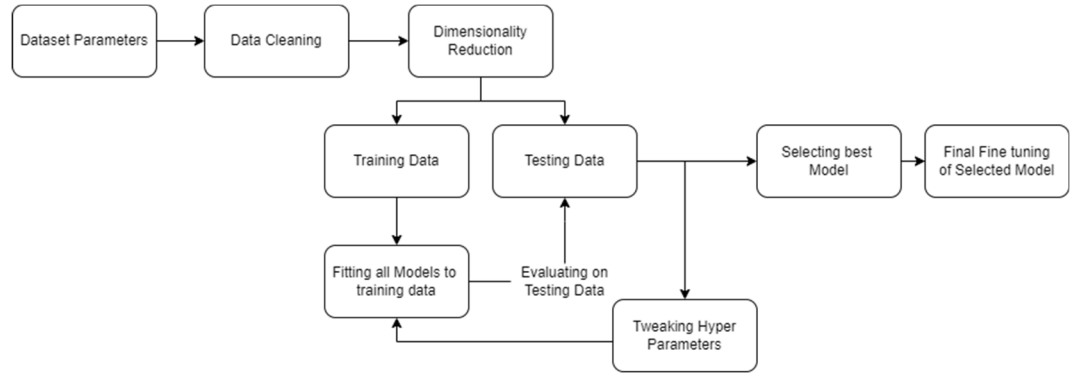 Dataset Parameters
Data Cleaning
Dimensionality
Reduction
Training Data
Testing Data
Selecting best
Model
Final Fine tuning
of Selected Model
Fitting all Models to
training data
Evaluating on
Testing Data
Tweaking Hyper
Parameters